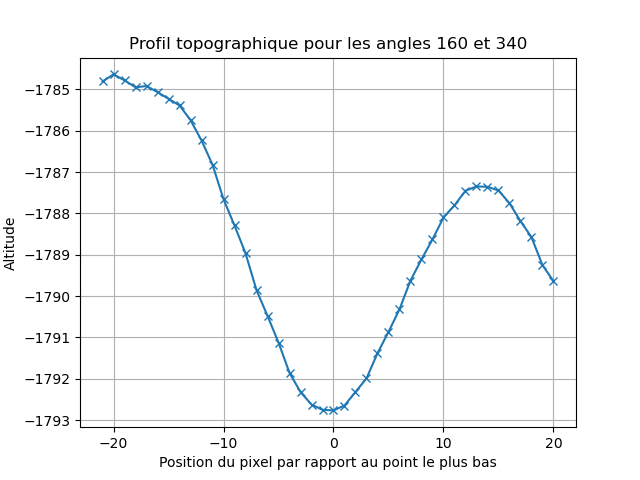 Profil topographique pour les angles 160 et 340
Altitude
−1785
−1786
−1787
−1788
−1789
−1790
−1791
−1792
−1793
−20 −10 0 10 20
Position du pixel par rapport au point le plus bas